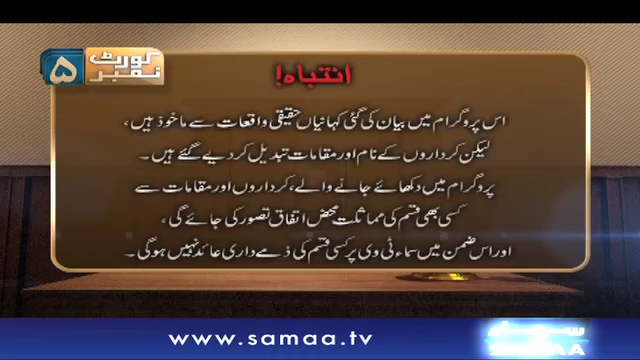 کورٹ
نمبر ۵
انتباہ!
اس پروگرام میں بیان کی گئی کہانیاں حقیقی واقعات سے ماخوذ ہیں،
لیکن کرداروں کے نام اور مقامات تبدیل کر دیے گئے ہیں۔
پروگرام میں دکھائے جانے والے، کرداروں اور مقامات سے
کسی بھی قسم کی مماثلت محض اتفاق تصور کی جائے گی،
اور اس ضمن میں سماء ٹی وی پر کسی قسم کی ذمے داری عائد نہیں ہوگی۔
www.samaa.tv
SAMAA